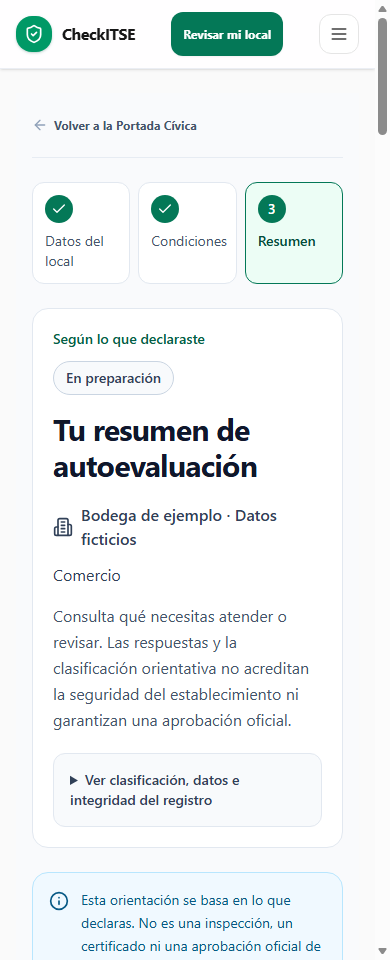 CheckITSE
Revisar mi local
Volver a la Portada Cívica
Datos del
local
Condiciones
3
Resumen
Según lo que declaraste
En preparación
Tu resumen de
autoevaluación
Bodega de ejemplo · Datos
ficticios
Comercio
Consulta qué necesitas atender o
revisar. Las respuestas y la
clasificación orientativa no acreditan
la seguridad del establecimiento ni
garantizan una aprobación oficial.
Ver clasificación, datos e
integridad del registro
Esta orientación se basa en lo que
declaras. No es una inspección, un
certificado ni una aprobación oficial de